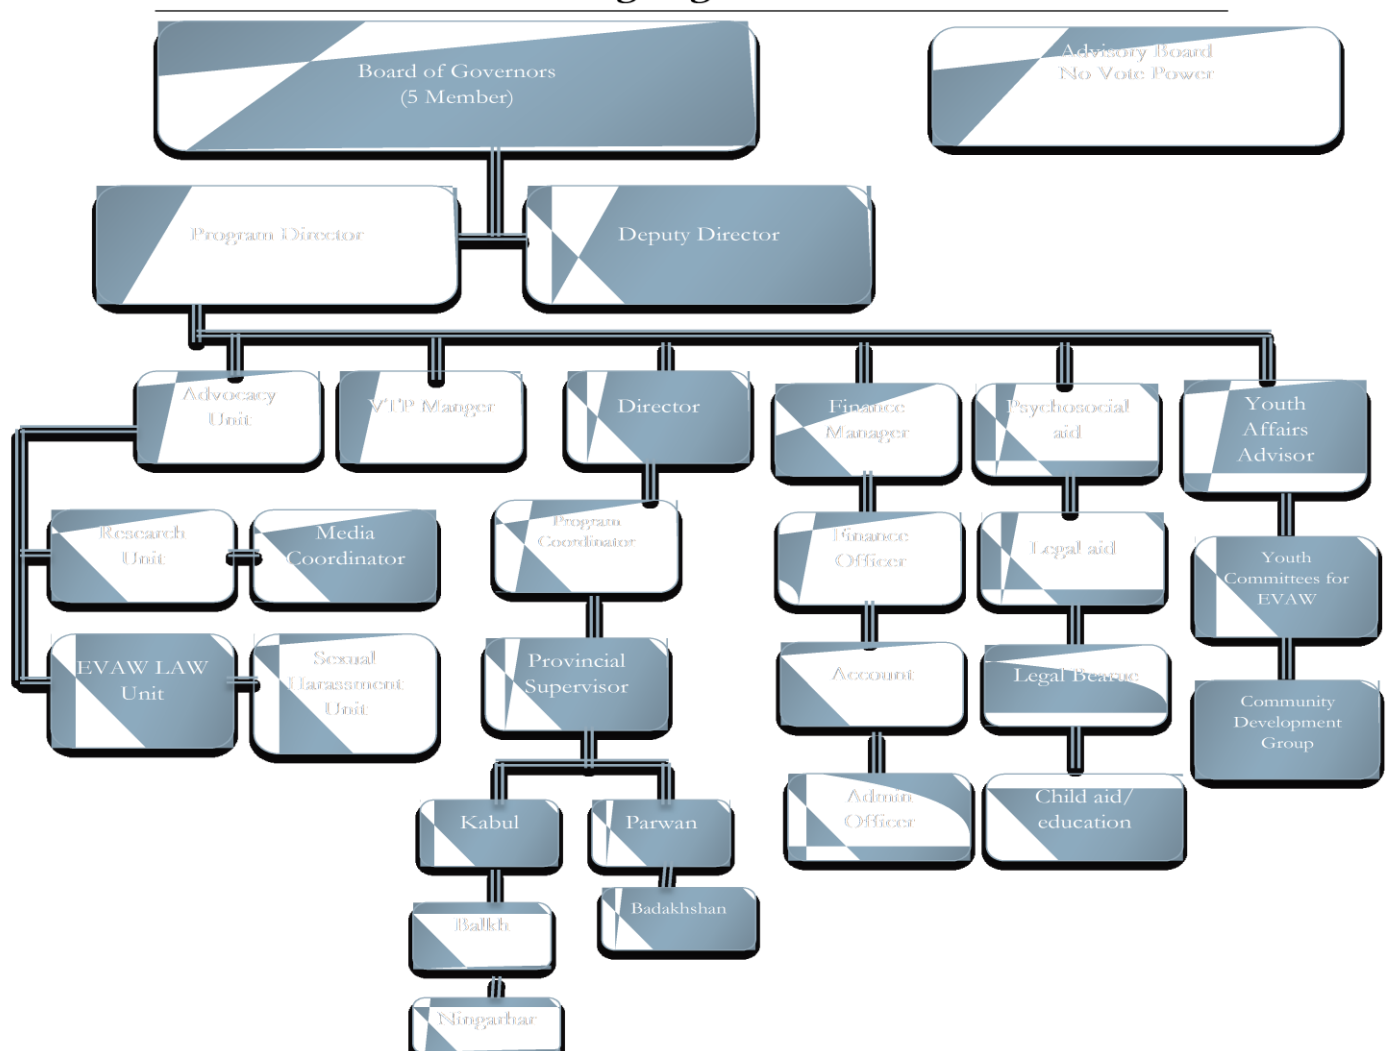 Board of Governors
(5 Member)
Advisory Board
No Vote Power
Program Director
Deputy Director
Advocacy
Unit
VTP Manger
Director
Finance
Manager
Psychosocial
aid
Youth
Affairs
Advisor
Research
Unit
Media
Coordinator
Program
Coordinator
Finance
Officer
Legal aid
Youth
Committees for
EVAW
EVAW LAW
Unit
Sexual
Harassment
Unit
Provincial
Supervisor
Account
Legal Bearue
Community
Development
Group
Kabul
Parwan
Admin
Officer
Child aid/
education
Balkh
Badakhshan
Ningarhar